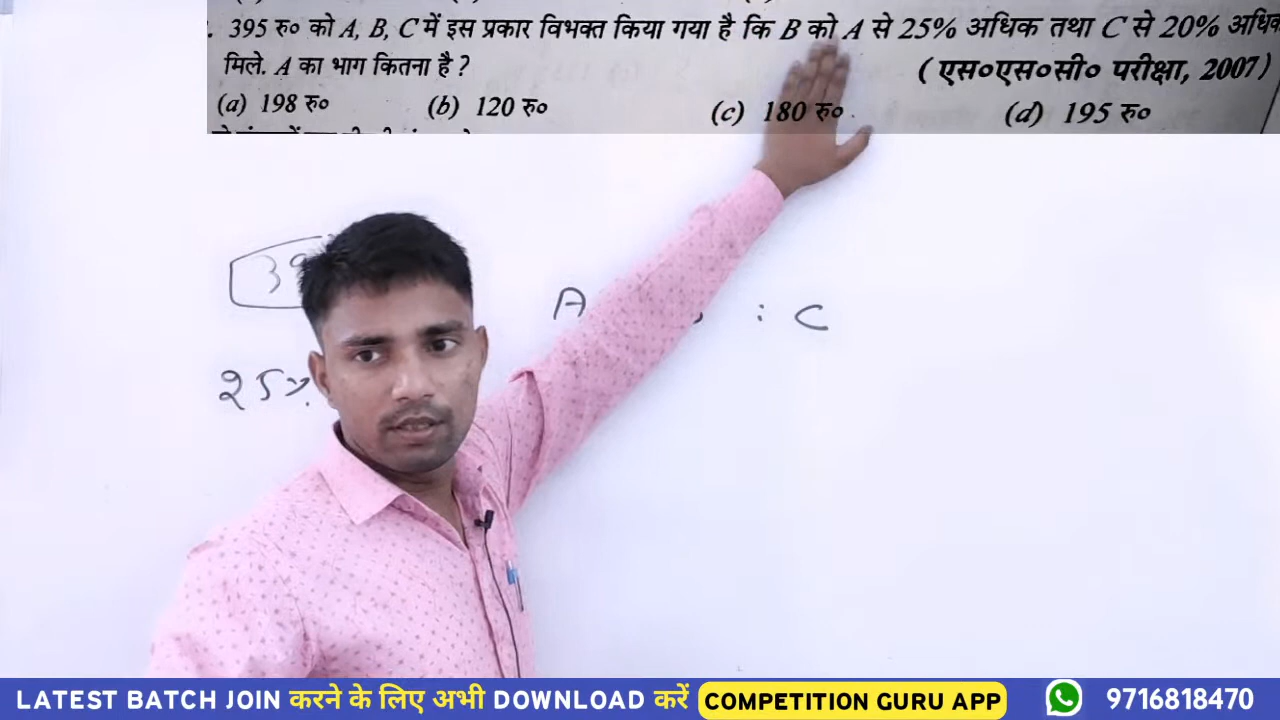 395 रु० को A, B, C में इस प्रकार विभक्त किया गया है कि B को A से 25% अधिक तथा C से 20% अधिक
मिले. A का भाग कितना है ?
( एस०एस०सी० परीक्षा, 2007)
(a) 198 रु० (b) 120 रु० (c) 180 रु० (d) 195 रु०
A : C
25%
LATEST BATCH JOIN करने के लिए अभी DOWNLOAD करें COMPETITION GURU APP 9716818470